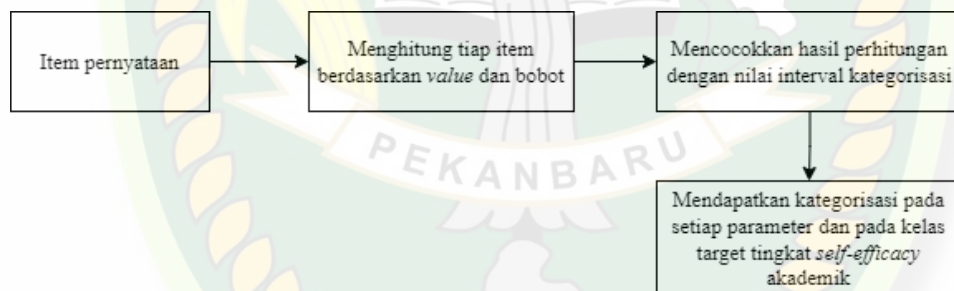 Item pernyataan
Menghitung tiap item
berdasarkan value dan bobot
Mencocokkan hasil perhitungan
dengan nilai interval kategorisasi
PEKANBARU
Mendapatkan kategorisasi pada
setiap parameter dan pada kelas
target tingkat self-efficacy
akademik